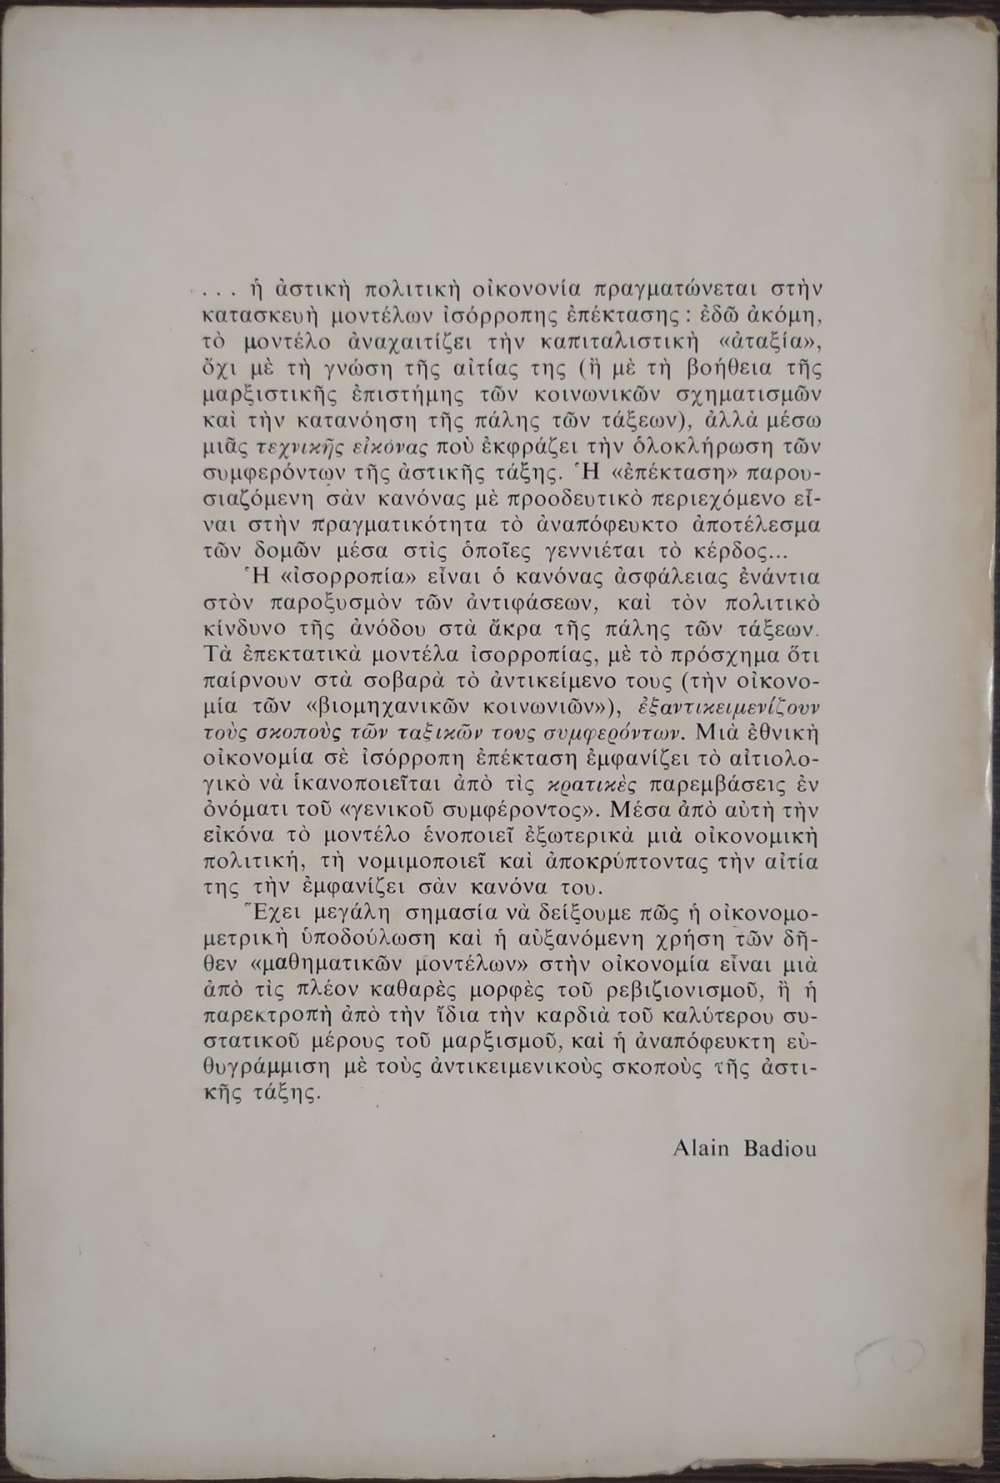 ... ἡ ἀστικὴ πολιτικὴ οἰκονονία πραγματώνεται στὴν
κατασκευὴ μοντέλων ἰσόρροπης ἐπέκτασης : ἐδῶ ἀκόμη,
τὸ μοντέλο ἀναχαιτίζει τὴν καπιταλιστικὴ «ἀταξία»,
ὄχι μὲ τὴ γνώση τῆς αἰτίας της (ἢ μὲ τὴ βοήθεια τῆς
μαρξιστικῆς ἐπιστήμης τῶν κοινωνικῶν σχηματισμῶν
καὶ τὴν κατανόηση τῆς πάλης τῶν τάξεων), ἀλλὰ μέσω
μιᾶς τεχνικῆς εἰκόνας ποὺ ἐκφράζει τὴν ὁλοκλήρωση τῶν
συμφερόντων τῆς ἀστικῆς τάξης. Ἡ «ἐπέκταση» παρου-
σιαζόμενη σὰν κανόνας μὲ προοδευτικὸ περιεχόμενο εἶ-
ναι στὴν πραγματικότητα τὸ ἀναπόφευκτο ἀποτέλεσμα
τῶν δομῶν μέσα στὶς ὁποῖες γεννιέται τὸ κέρδος...
Ἡ «ἰσορροπία» εἶναι ὁ κανόνας ἀσφάλειας ἐνάντια
στὸν παροξυσμὸν τῶν ἀντιφάσεων, καὶ τὸν πολιτικὸ
κίνδυνο τῆς ἀνόδου στὰ ἄκρα τῆς πάλης τῶν τάξεων.
Τὰ ἐπεκτατικὰ μοντέλα ἰσορροπίας, μὲ τὸ πρόσχημα ὅτι
παίρνουν στὰ σοβαρὰ τὸ ἀντικείμενο τους (τὴν οἰκονο-
μία τῶν «βιομηχανικῶν κοινωνιῶν»), ἐξαντικειμενίζουν
τοὺς σκοποὺς τῶν ταξικῶν τους συμφερόντων. Μιὰ ἐθνικὴ
οἰκονομία σὲ ἰσόρροπη ἐπέκταση ἐμφανίζει τὸ αἰτιολο-
γικὸ νὰ ἱκανοποιεῖται ἀπὸ τὶς κρατικὲς παρεμβάσεις ἐν
ὀνόματι τοῦ «γενικοῦ συμφέροντος». Μέσα ἀπὸ αὐτὴ τὴν
εἰκόνα τὸ μοντέλο ἑνοποιεῖ ἐξωτερικὰ μιὰ οἰκονομικὴ
πολιτική, τὴ νομιμοποιεῖ καὶ ἀποκρύπτοντας τὴν αἰτία
της τὴν ἐμφανίζει σὰν κανόνα του.
Ἔχει μεγάλη σημασία νὰ δείξουμε πῶς ἡ οἰκονομο-
μετρικὴ ὑποδούλωση καὶ ἡ αὐξανόμενη χρήση τῶν δῆ-
θεν «μαθηματικῶν μοντέλων» στὴν οἰκονομία εἶναι μιὰ
ἀπὸ τὶς πλέον καθαρὲς μορφὲς τοῦ ρεβιζιονισμοῦ, ἢ ἡ
παρεκτροπὴ ἀπὸ τὴν ἴδια τὴν καρδιὰ τοῦ καλύτερου συ-
στατικοῦ μέρους τοῦ μαρξισμοῦ, καὶ ἡ ἀναπόφευκτη εὐ-
θυγράμμιση μὲ τοὺς ἀντικειμενικοὺς σκοποὺς τῆς ἀστι-
κῆς τάξης.
Alain Badiou
50